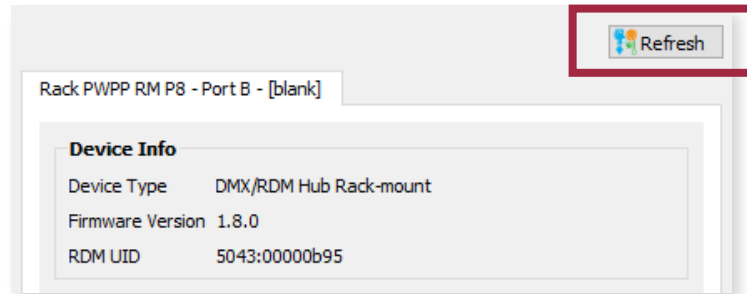 Refresh
Rack PWPP RM P8 - Port B - [blank]
Device Info
Device Type DMX/RDM Hub Rack-mount
Firmware Version 1.8.0
RDM UID 5043:00000b95